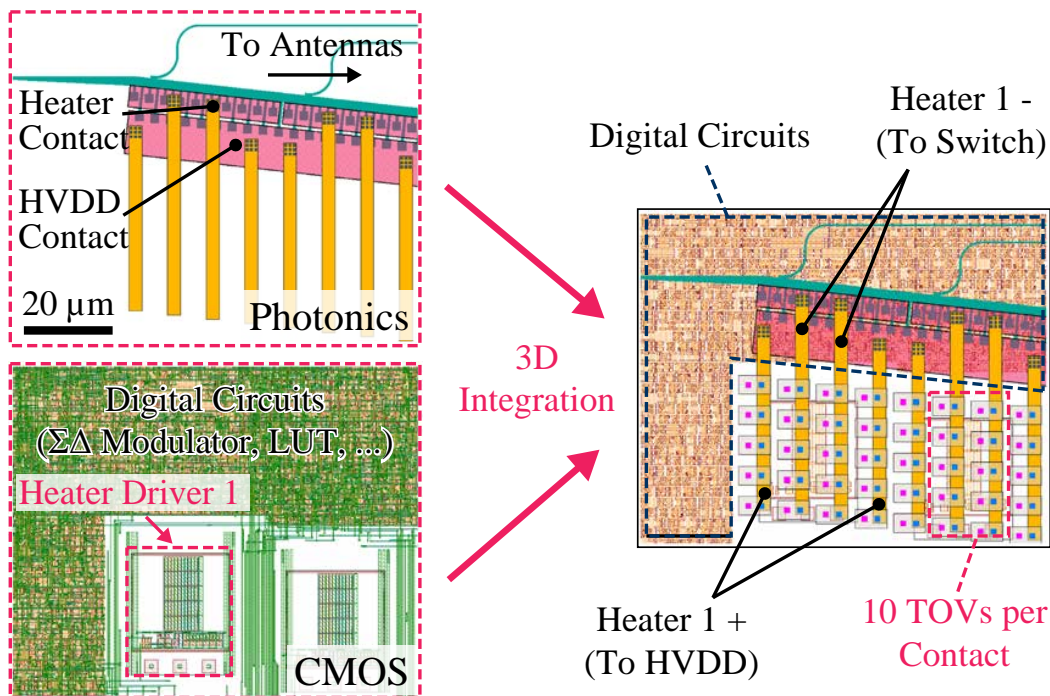 To Antennas
Heater
Contact
HVDD
Contact
20 µm
Photonics
Digital Circuits
(ΣΔ Modulator, LUT, ...)
Heater Driver 1
CMOS
3D
Integration
Digital Circuits
Heater 1 -
(To Switch)
Heater 1 +
(To HVDD)
10 TOVs per
Contact